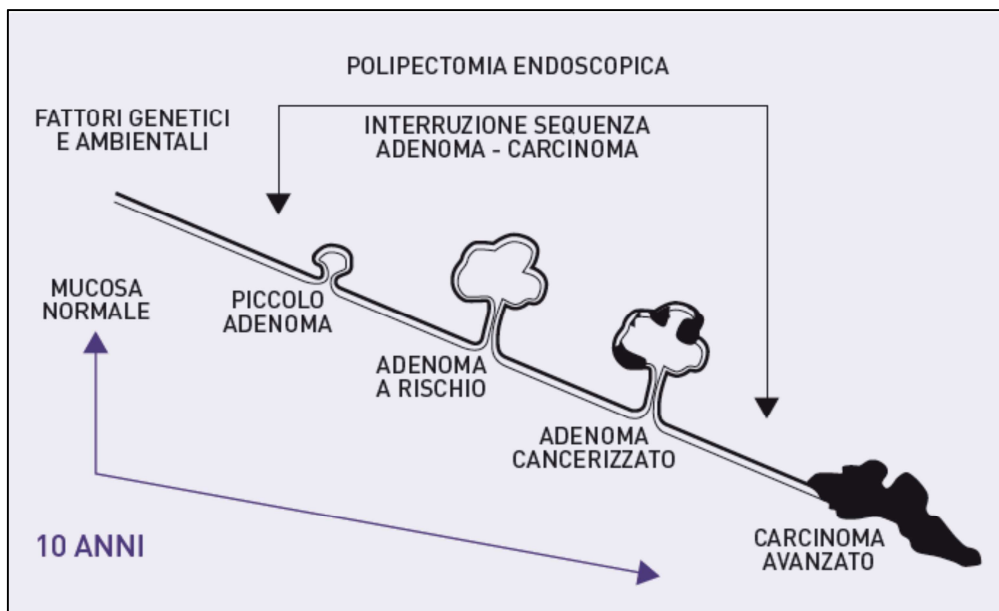 POLIPECTOMIA ENDOSCOPICA
FATTORI GENETICI
E AMBIENTALI
INTERRUZIONE SEQUENZA
ADENOMA - CARCINOMA
MUCOSA
NORMALE
PICCOLO
ADENOMA
ADENOMA
A RISCHIO
ADENOMA
CANCERIZZATO
CARCINOMA
AVANZATO
10 ANNI